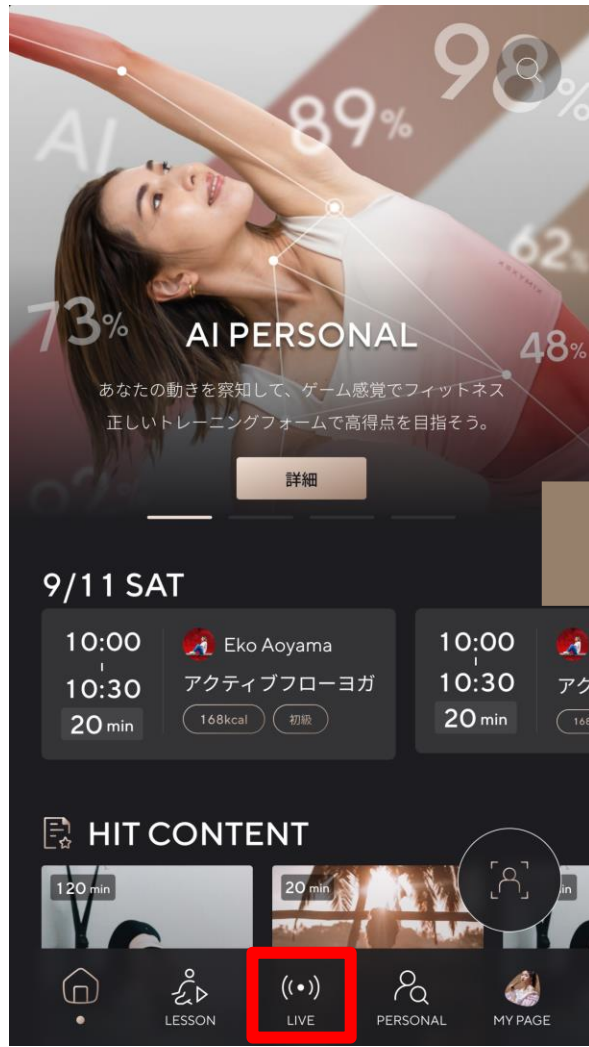 98%
AI
89%
62%
73%
AI PERSONAL
48%
あなたの動きを察知して、ゲーム感覚でフィットネス
正しいトレーニングフォームで高得点を目指そう。
92%
詳細
9/11 SAT
10:00
10:30
20 min
Eko Aoyama
アクティブフローヨガ
168kcal
初級
10:00
10:30
20 min
アク
168
HIT CONTENT
120 min
20 min
in
LESSON
LIVE
PERSONAL
MY PAGE